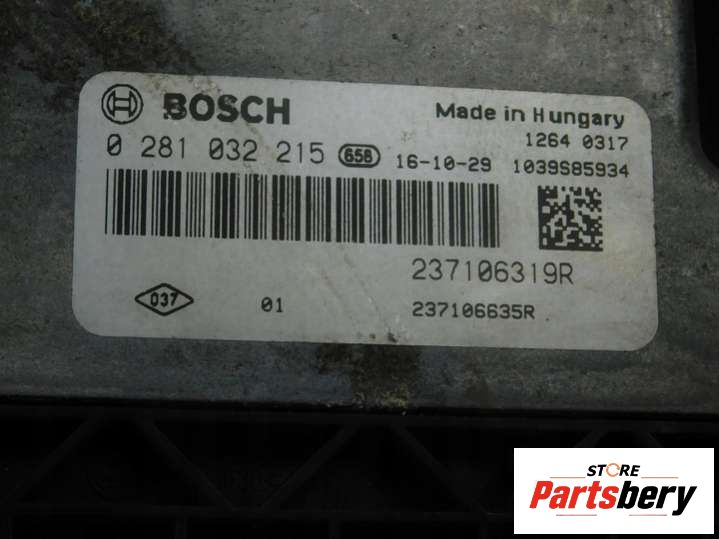 BOSCH
Made in Hungary
1264 0317
0 281 032 215 656 16-10-29 1039S85934
237106319R
037 01 237106635R
STORE
Partsbery